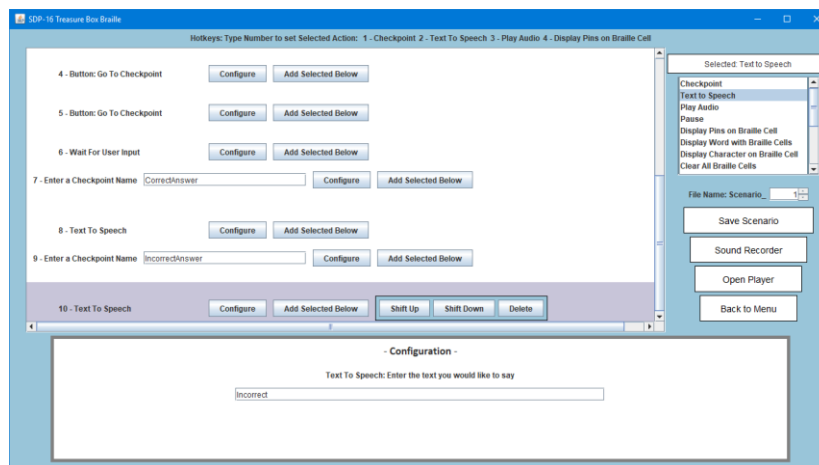 SDP-16 Treasure Box Braille
Hotkeys: Type Number to set Selected Action: 1 - Checkpoint 2 - Text To Speech 3 - Play Audio 4 - Display Pins on Braille Cell
4 - Button: Go To Checkpoint Configure Add Selected Below
5 - Button: Go To Checkpoint Configure Add Selected Below
6 - Wait For User Input Configure Add Selected Below
7 - Enter a Checkpoint Name CorrectAnswer Configure Add Selected Below
8 - Text To Speech Configure Add Selected Below
9 - Enter a Checkpoint Name IncorrectAnswer Configure Add Selected Below
10 - Text To Speech Configure Add Selected Below Shift Up Shift Down Delete
Selected: Text to Speech
Checkpoint
Text to Speech
Play Audio
Pause
Display Pins on Braille Cell
Display Word with Braille Cells
Display Character on Braille Cell
Clear All Braille Cells
File Name: Scenario_ 1
Save Scenario
Sound Recorder
Open Player
Back to Menu
- Configuration -
Text To Speech: Enter the text you would like to say
Incorrect